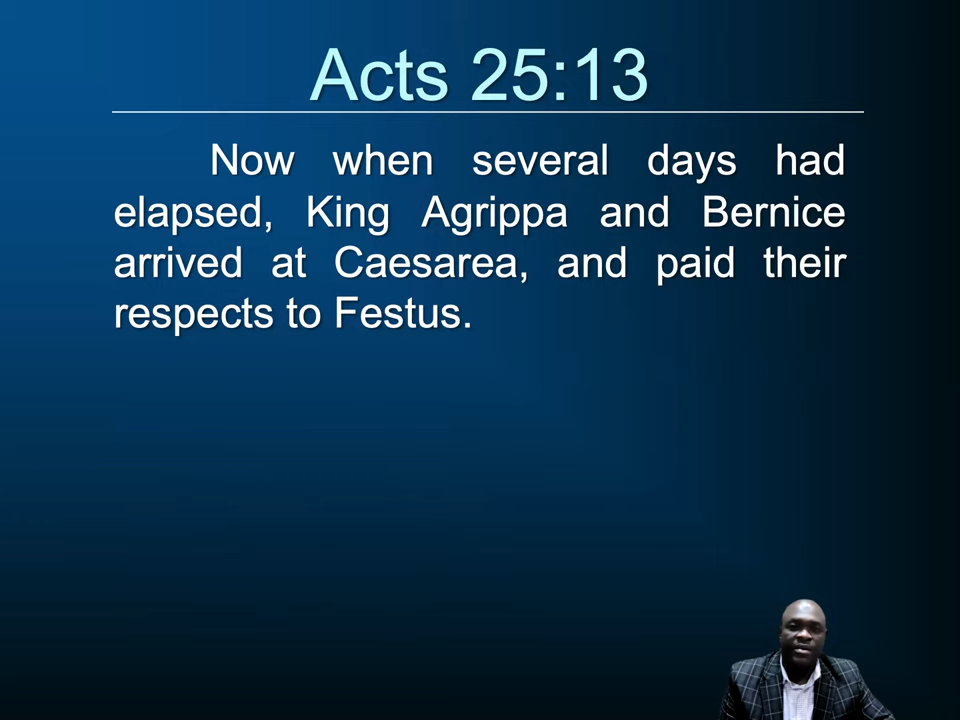 Acts 25:13
Now when several days had
elapsed, King Agrippa and Bernice
arrived at Caesarea, and paid their
respects to Festus.